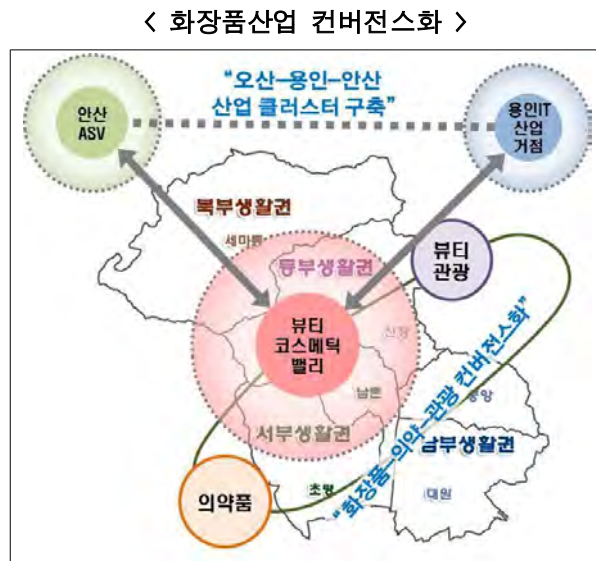 < 화장품산업 컨버전스화 >
“오산-용인-안산
산업 클러스터 구축”
안산
ASV
용인IT
산업
거점
북부생활권
세마동
뷰티
관광
동부생활권
뷰티
코스메틱
밸리
신장
남촌
중앙
서부생활권
남부생활권
“화장품-의약-관광 컨버전스화”
의약품
초평
대원